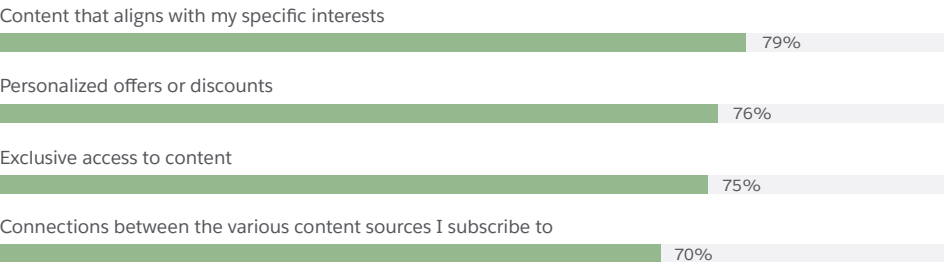 Content that aligns with my specific interests
79%
Personalized offers or discounts
76%
Exclusive access to content
75%
Connections between the various content sources I subscribe to
70%